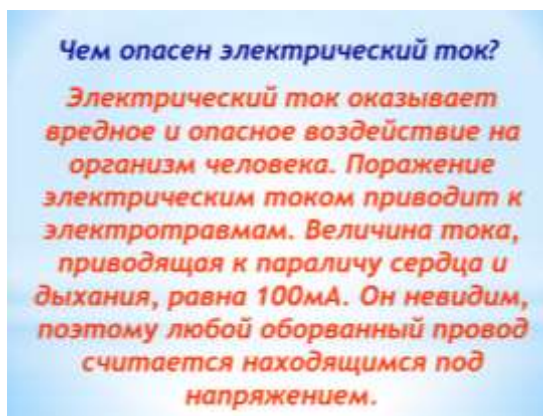 Чем опасен электрический ток?
Электрический ток оказывает
вредное и опасное воздействие на
организм человека. Поражение
электрическим током приводит к
электротравмам. Величина тока,
приводящая к параличу сердца и
дыхания, равна 100мА. Он невидим,
поэтому любой оборванный провод
считается находящимся под
напряжением.